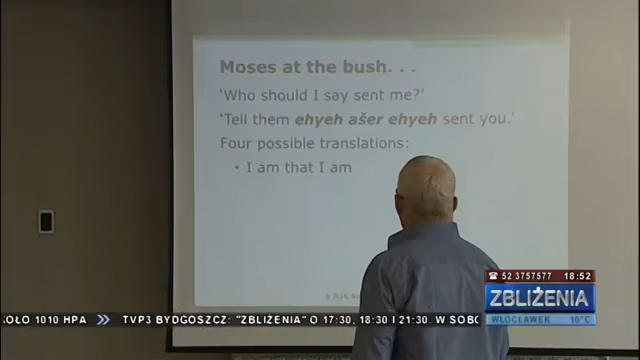 Moses at the bush. . .
‘Who should I say sent me?’
‘Tell them ehyeh ašer ehyeh sent you.’
Four possible translations:
• I am that I am
52 3757577 18:52
ZBLIŻENIA
WŁOCŁAWEK 10°C
KOŁO 1010 HPA TVP3 BYDGOSZCZ: "ZBLIŻENIA" O 17:30, 18:30 I 21:30. W SOBO